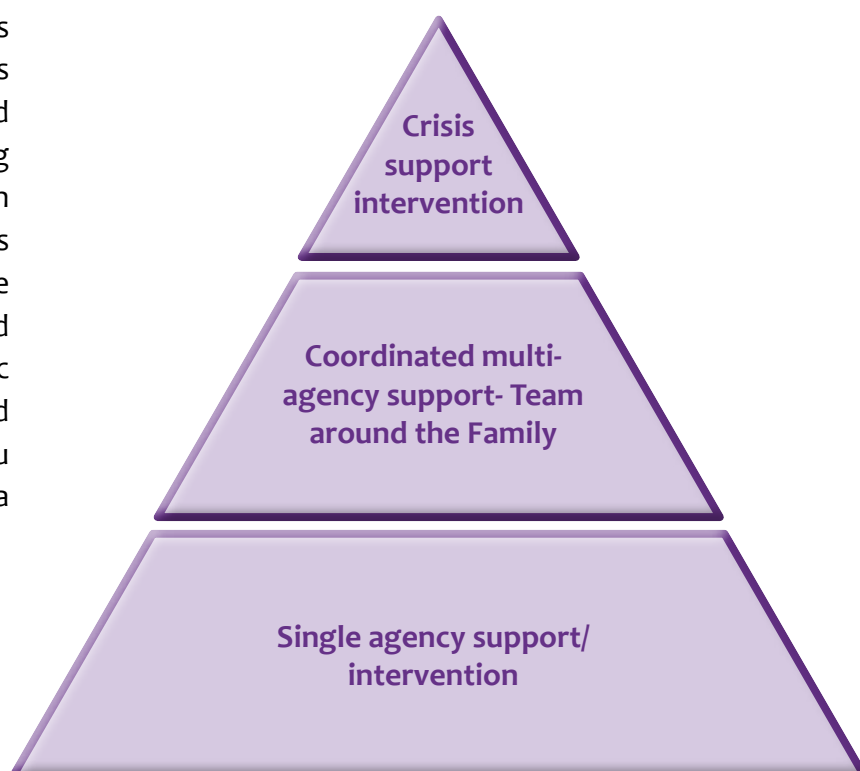 s
s
d
g
n
s
e
d
c
d
u
a
Crisis
support
intervention
Coordinated multi-
agency support- Team
around the Family
Single agency support/
intervention